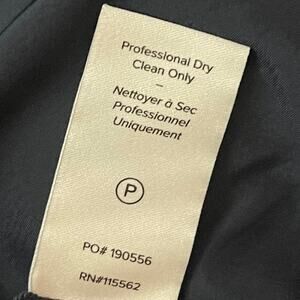 Professional Dry
Clean Only
–
Nettoyer à Sec
Professionnel
Uniquement
P
PO# 190556
RN#115562